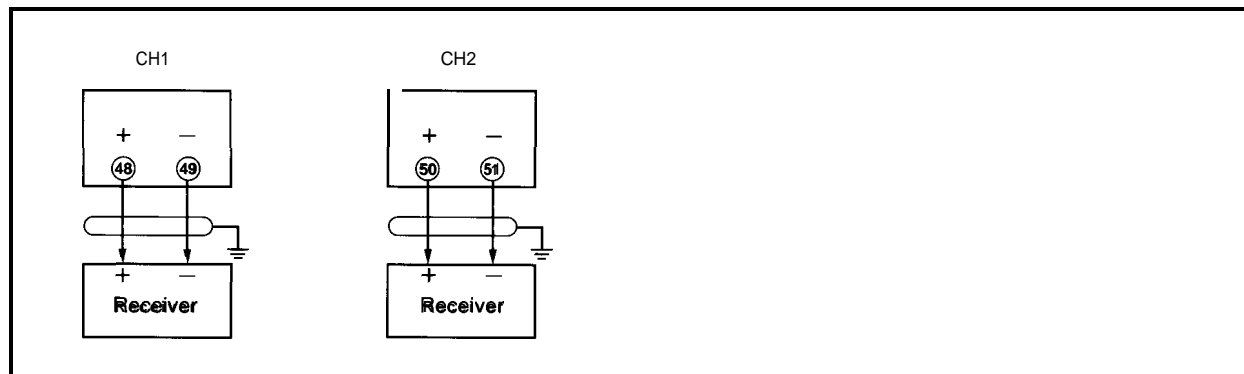 CH1 CH2
+ − + −
48 49 50 51
+ − + −
Receiver Receiver